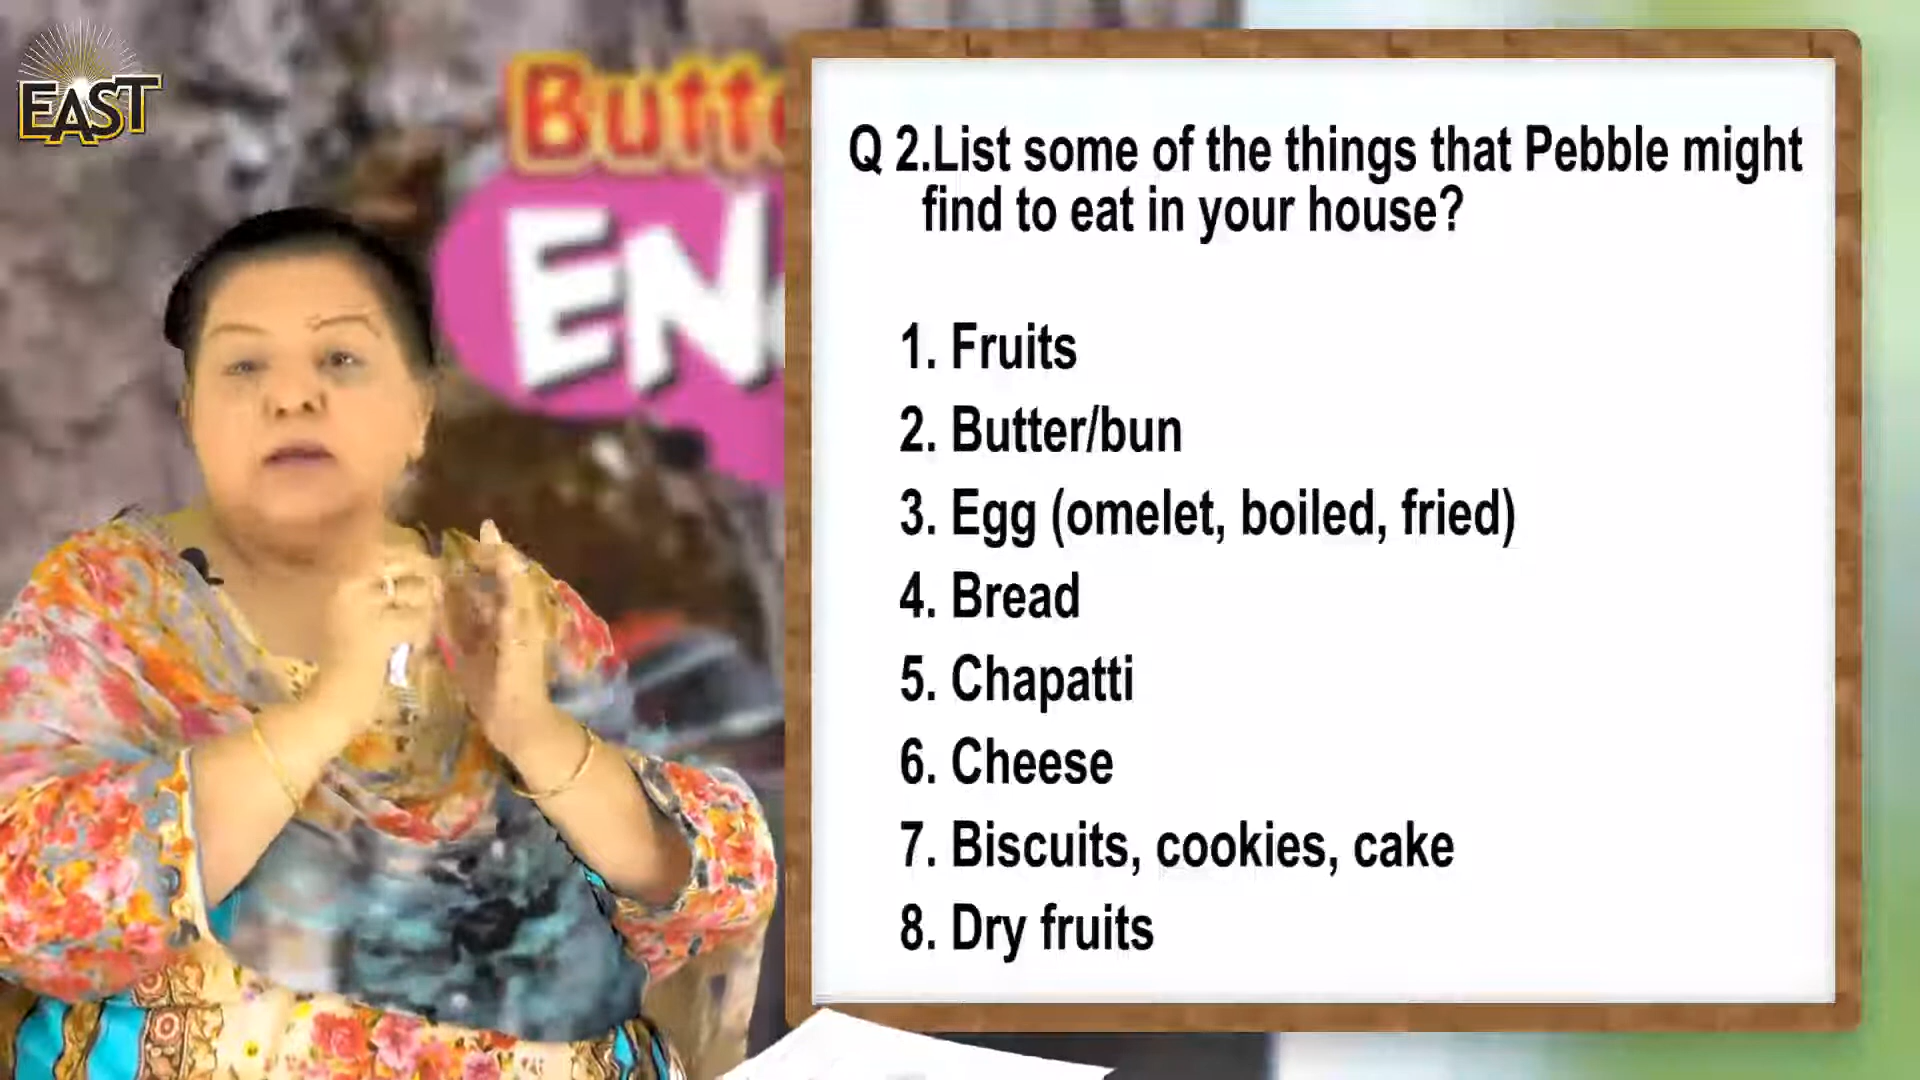 EAST
Q 2.List some of the things that Pebble might
find to eat in your house?
1. Fruits
2. Butter/bun
3. Egg (omelet, boiled, fried)
4. Bread
5. Chapatti
6. Cheese
7. Biscuits, cookies, cake
8. Dry fruits